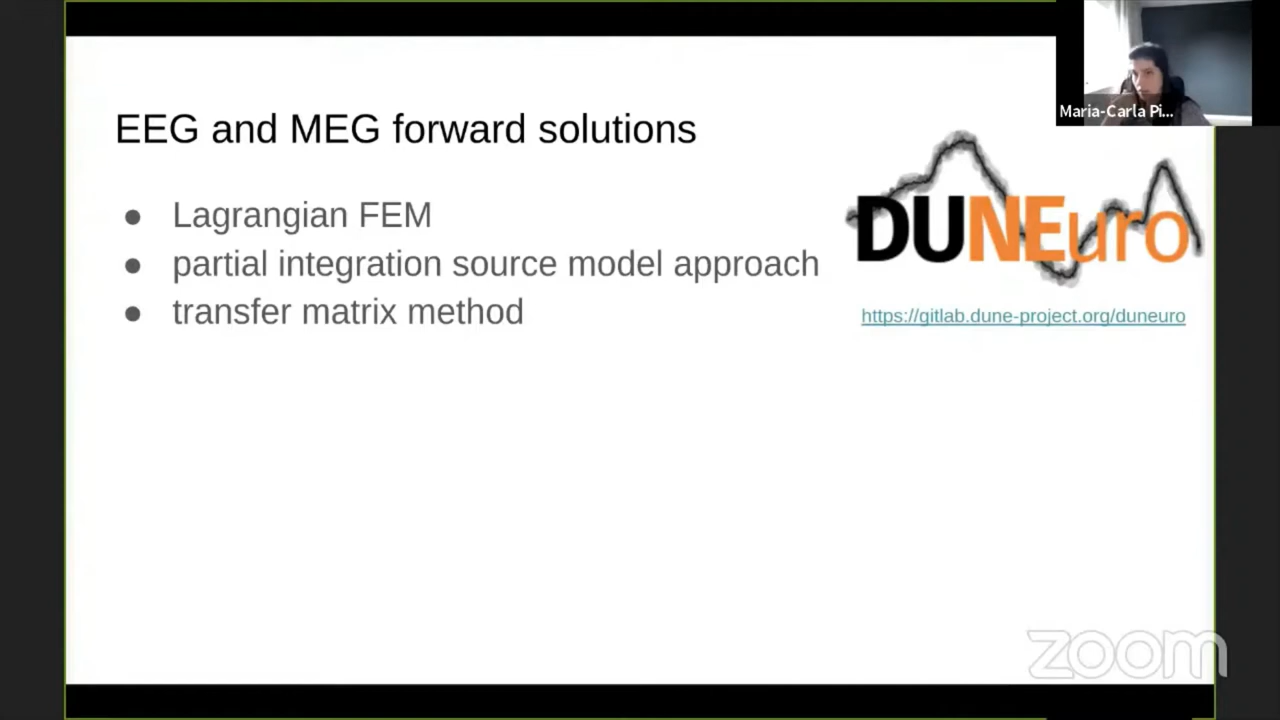 Maria-Carla Pi...
EEG and MEG forward solutions
● Lagrangian FEM
● partial integration source model approach
● transfer matrix method
DUNEuro
https://gitlab.dune-project.org/duneuro
zoom